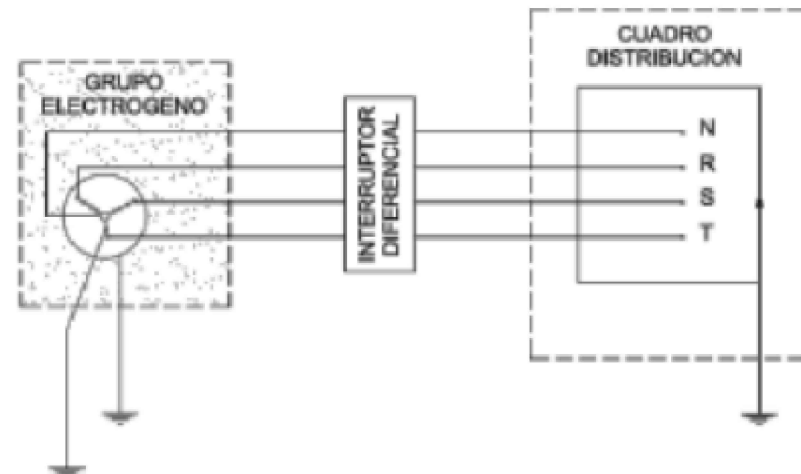 GRUPO
ELECTROGENO
INTERRUPTOR
DIFERENCIAL
CUADRO
DISTRIBUCION
N
R
S
T